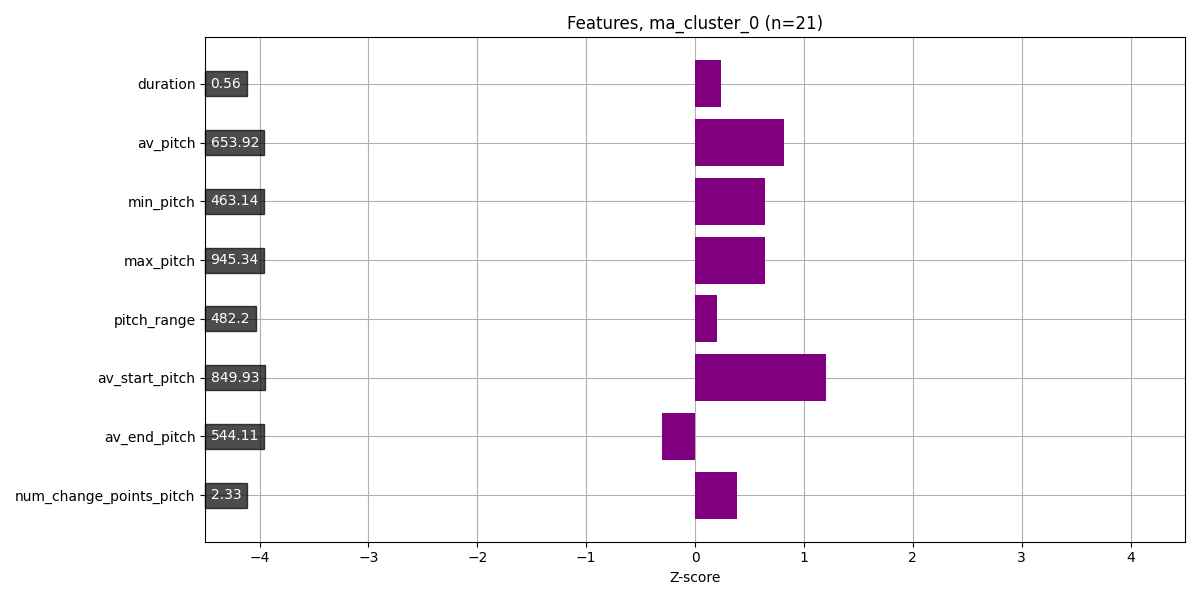 Features, ma_cluster_0 (n=21)
duration 0.56
av_pitch 653.92
min_pitch 463.14
max_pitch 945.34
pitch_range 482.2
av_start_pitch 849.93
av_end_pitch 544.11
num_change_points_pitch 2.33
−4 −3 −2 −1 0 1 2 3 4
Z-score